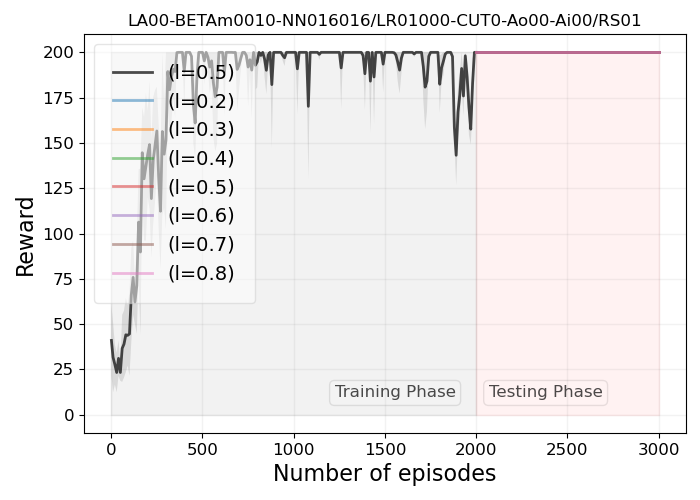 LA00-BETAm0010-NN016016/LR01000-CUT0-Ao00-Ai00/RS01
200
175
150
125
100
75
50
25
0
Reward
(l=0.5)
(l=0.2)
(l=0.3)
(l=0.4)
(l=0.5)
(l=0.6)
(l=0.7)
(l=0.8)
Training Phase
Testing Phase
0 500 1000 1500 2000 2500 3000
Number of episodes